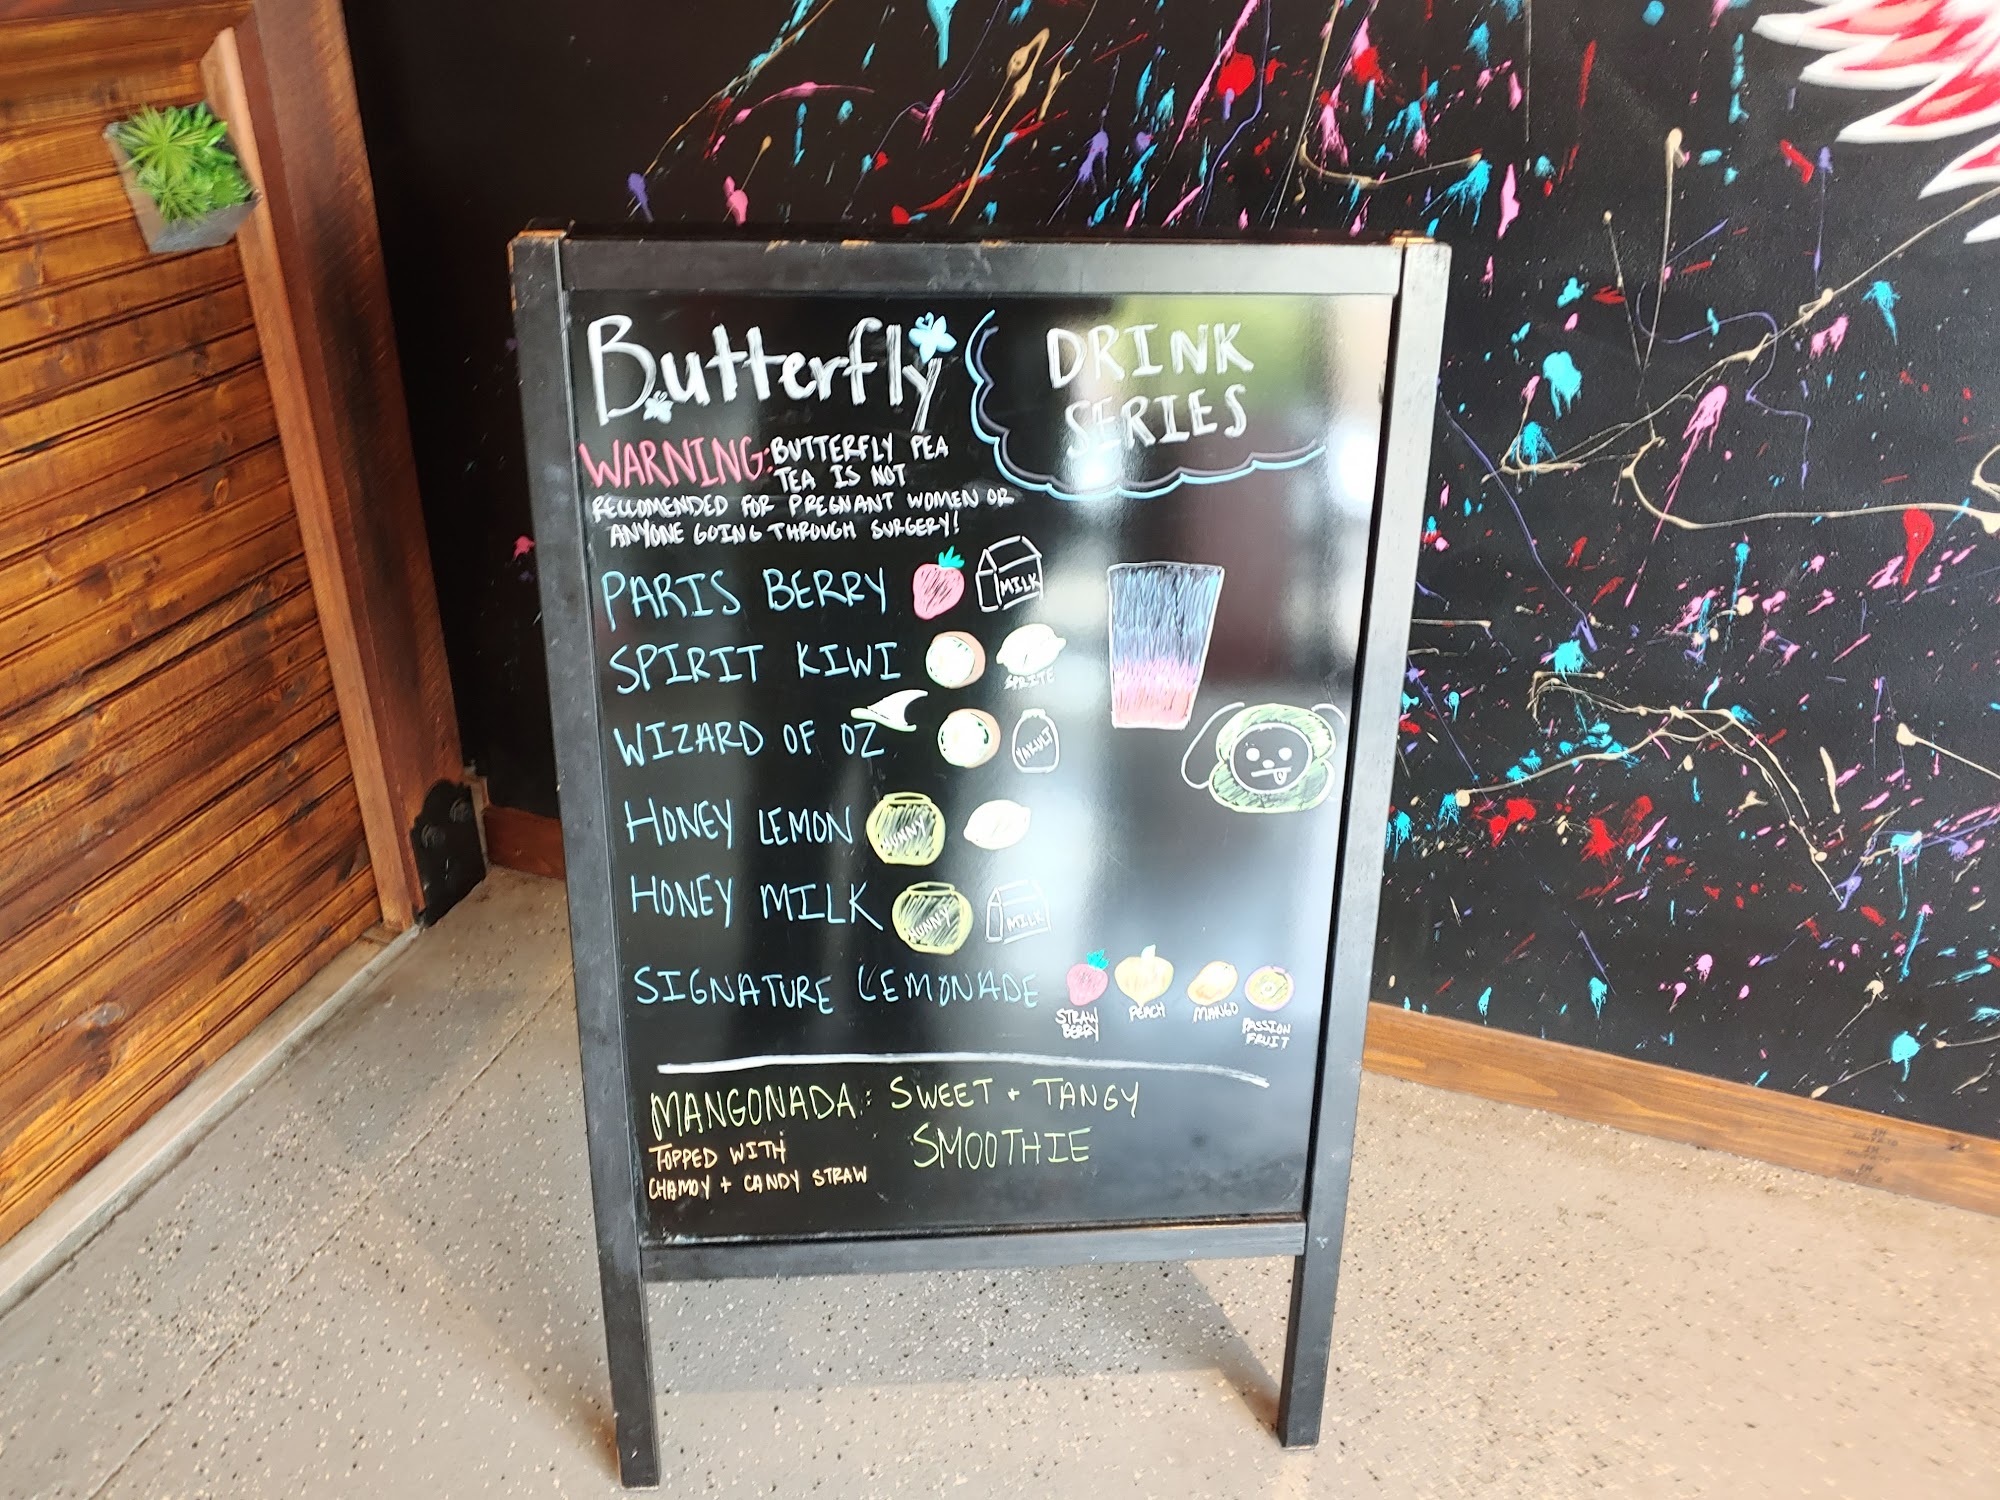 Butterfly
DRINK
SERIES
WARNING: BUTTERFLY PEA
TEA IS NOT
RECCOMENDED FOR PREGNANT WOMEN OR
ANYONE GOING THROUGH SURGERY!
PARIS BERRY MILK
SPIRIT KIWI SPRITE
WIZARD OF OZ YAKULT
HONEY LEMON HUNNY
HONEY MILK HUNNY MILK
SIGNATURE LEMONADE
STRAW
BERRY
PEACH
MANGO
PASSION
FRUIT
MANGONADA: SWEET + TANGY
SMOOTHIE
TOPPED WITH
CHAMOY + CANDY STRAW